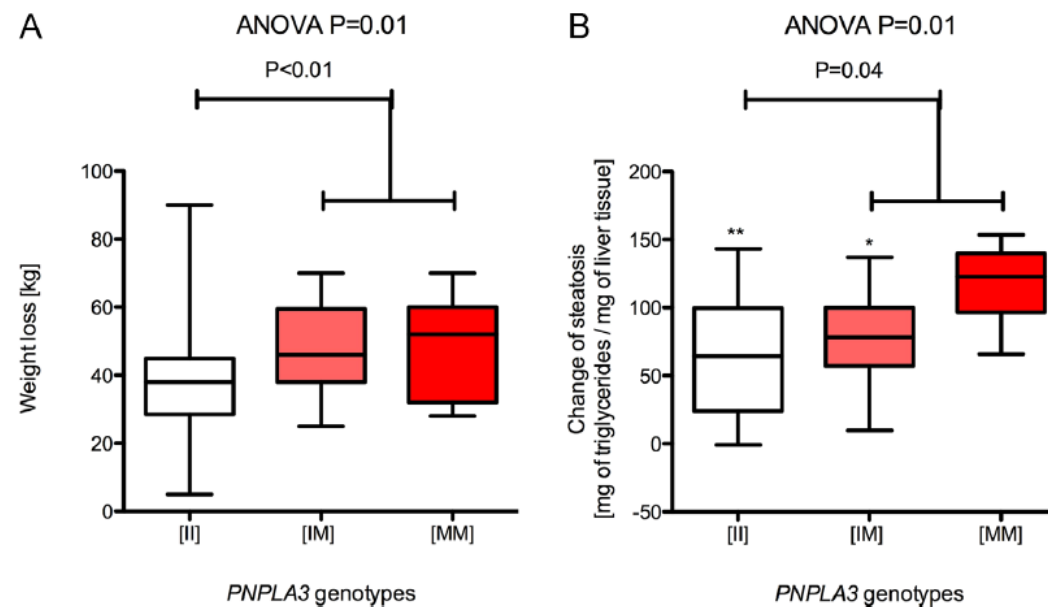 A
ANOVA P=0.01
P<0.01
Weight loss [kg]
100
80
60
40
20
0
[II]
[IM]
[MM]
PNPLA3 genotypes
B
ANOVA P=0.01
P=0.04
Change of steatosis
[mg of triglycerides / mg of liver tissue]
200
150
100
50
0
-50
**
*
[II]
[IM]
[MM]
PNPLA3 genotypes